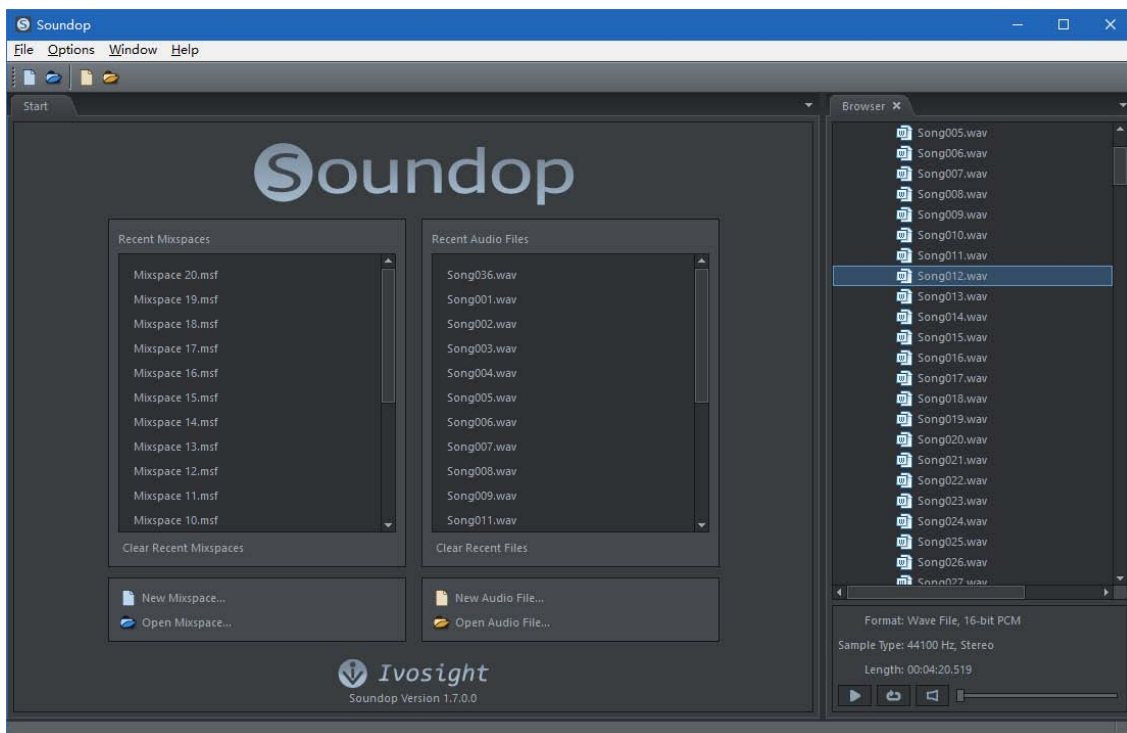 Soundop
File Options Window Help
Start
Soundop
Recent Mixspaces
Mixspace 20.msf
Mixspace 19.msf
Mixspace 18.msf
Mixspace 17.msf
Mixspace 16.msf
Mixspace 15.msf
Mixspace 14.msf
Mixspace 13.msf
Mixspace 12.msf
Mixspace 11.msf
Mixspace 10.msf
Clear Recent Mixspaces
Recent Audio Files
Song036.wav
Song001.wav
Song002.wav
Song003.wav
Song004.wav
Song005.wav
Song006.wav
Song007.wav
Song008.wav
Song009.wav
Song011.wav
Clear Recent Files
New Mixspace...
Open Mixspace...
New Audio File...
Open Audio File...
Ivosight
Soundop Version 1.7.0.0
Browser
Song005.wav
Song006.wav
Song007.wav
Song008.wav
Song009.wav
Song010.wav
Song011.wav
Song012.wav
Song013.wav
Song014.wav
Song015.wav
Song016.wav
Song017.wav
Song018.wav
Song019.wav
Song020.wav
Song021.wav
Song022.wav
Song023.wav
Song024.wav
Song025.wav
Song026.wav
Song027.wav
Format: Wave File, 16-bit PCM
Sample Type: 44100 Hz, Stereo
Length: 00:04:20.519